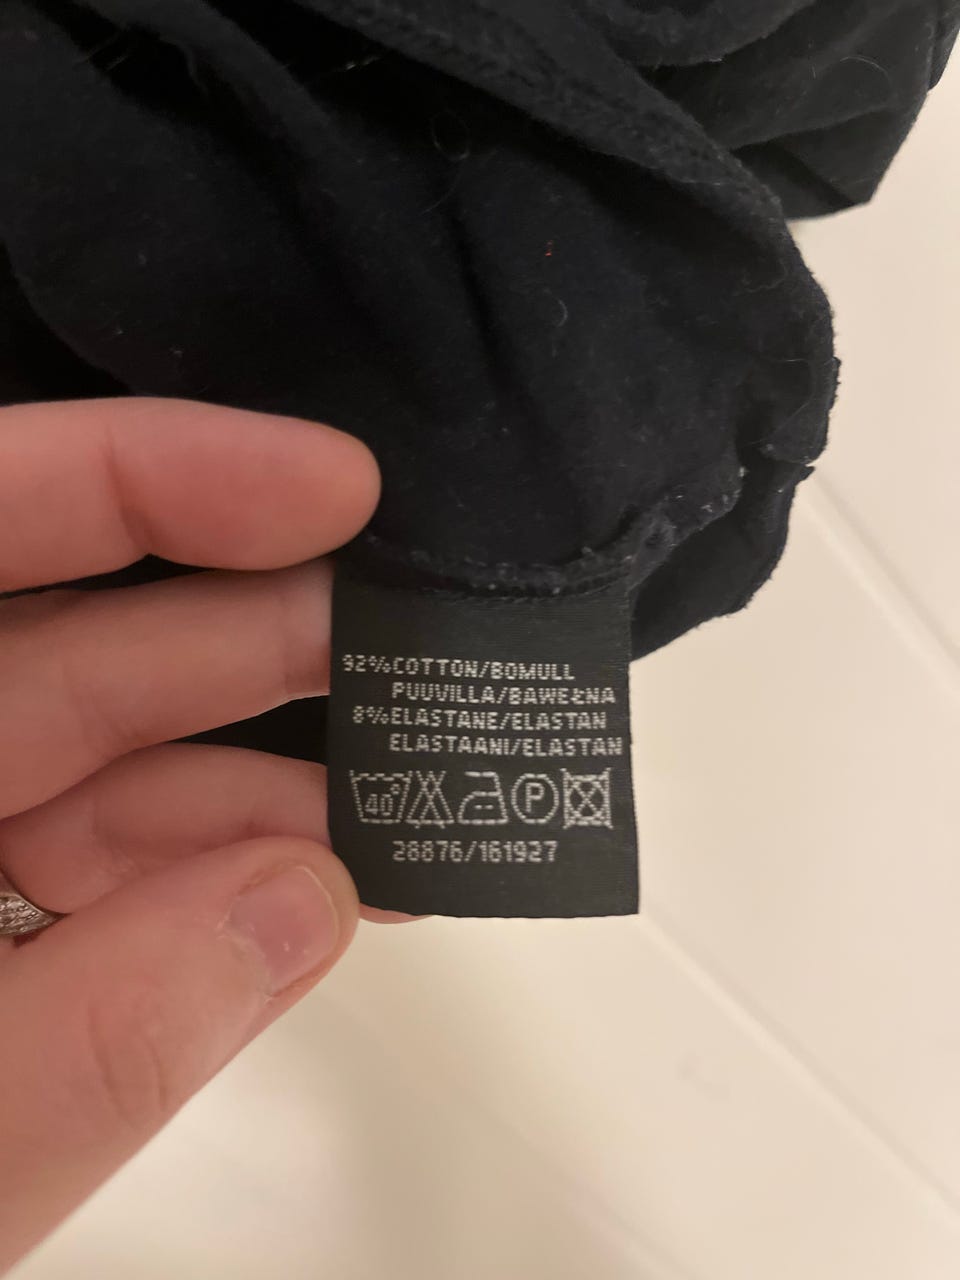 92%COTTON/BOMULL
PUUVILLA/BAWEŁNA
8%ELASTANE/ELASTAN
ELASTAANI/ELASTAN
40° P
28876/161927